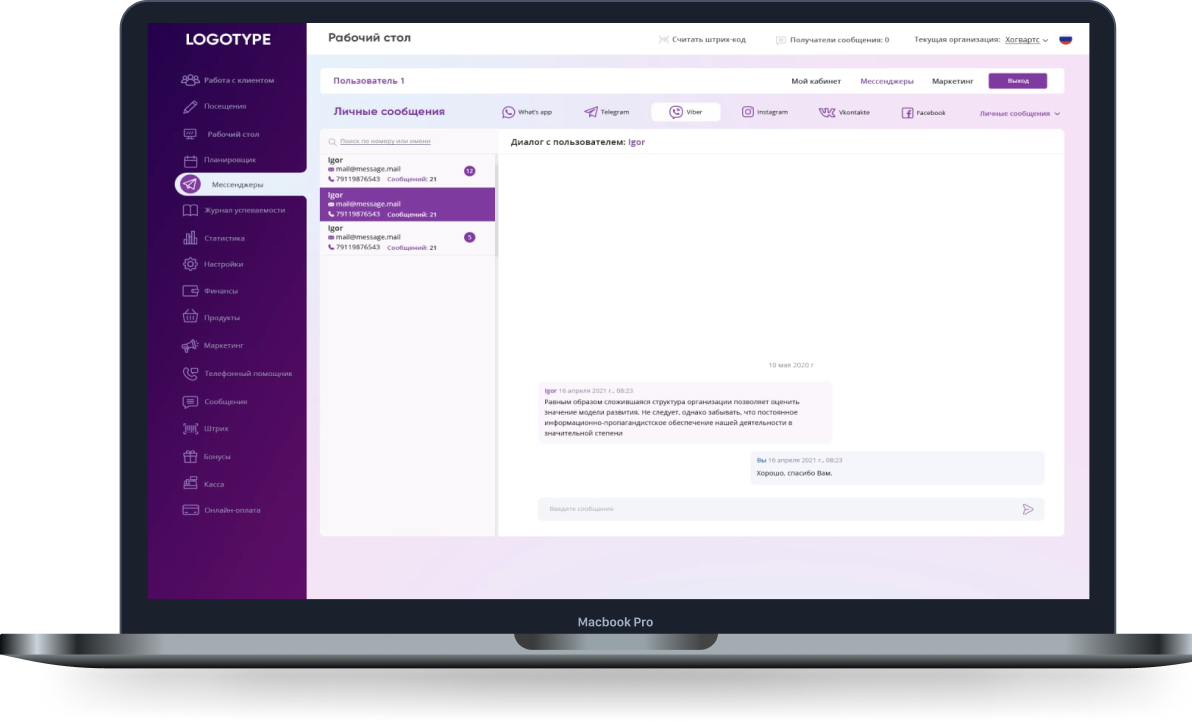 LOGOTYPE
Рабочий стол
Считать штрих-код
Получатели сообщения: 0
Текущая организация: Хогвартс
Работа с клиентом
Посещения
Рабочий стол
Планировщик
Мессенджеры
Журнал успеваемости
Статистика
Настройки
Финансы
Продукты
Маркетинг
Телефонный помощник
Сообщения
Штрих
Бонусы
Касса
Онлайн-оплата
Пользователь 1
Мой кабинет
Мессенджеры
Маркетинг
Выход
Личные сообщения
What's app
Telegram
Viber
Instagram
Vkontakte
Facebook
Личные сообщения
Поиск по номеру или имени
Igor
mail@message.mail
12
79119876543 Сообщений: 21
Igor
mail@message.mail
79119876543 Сообщений: 21
Igor
mail@message.mail
5
79119876543 Сообщений: 21
Диалог с пользователем: Igor
10 мая 2020 г
Igor 16 апреля 2021 г., 08:23
Равным образом сложившаяся структура организации позволяет оценить
значение модели развития. Не следует, однако забывать, что постоянное
информационно-пропагандистское обеспечение нашей деятельности в
значительной степени
Вы 16 апреля 2021 г., 08:23
Хорошо, спасибо Вам.
Введите сообщение
Macbook Pro